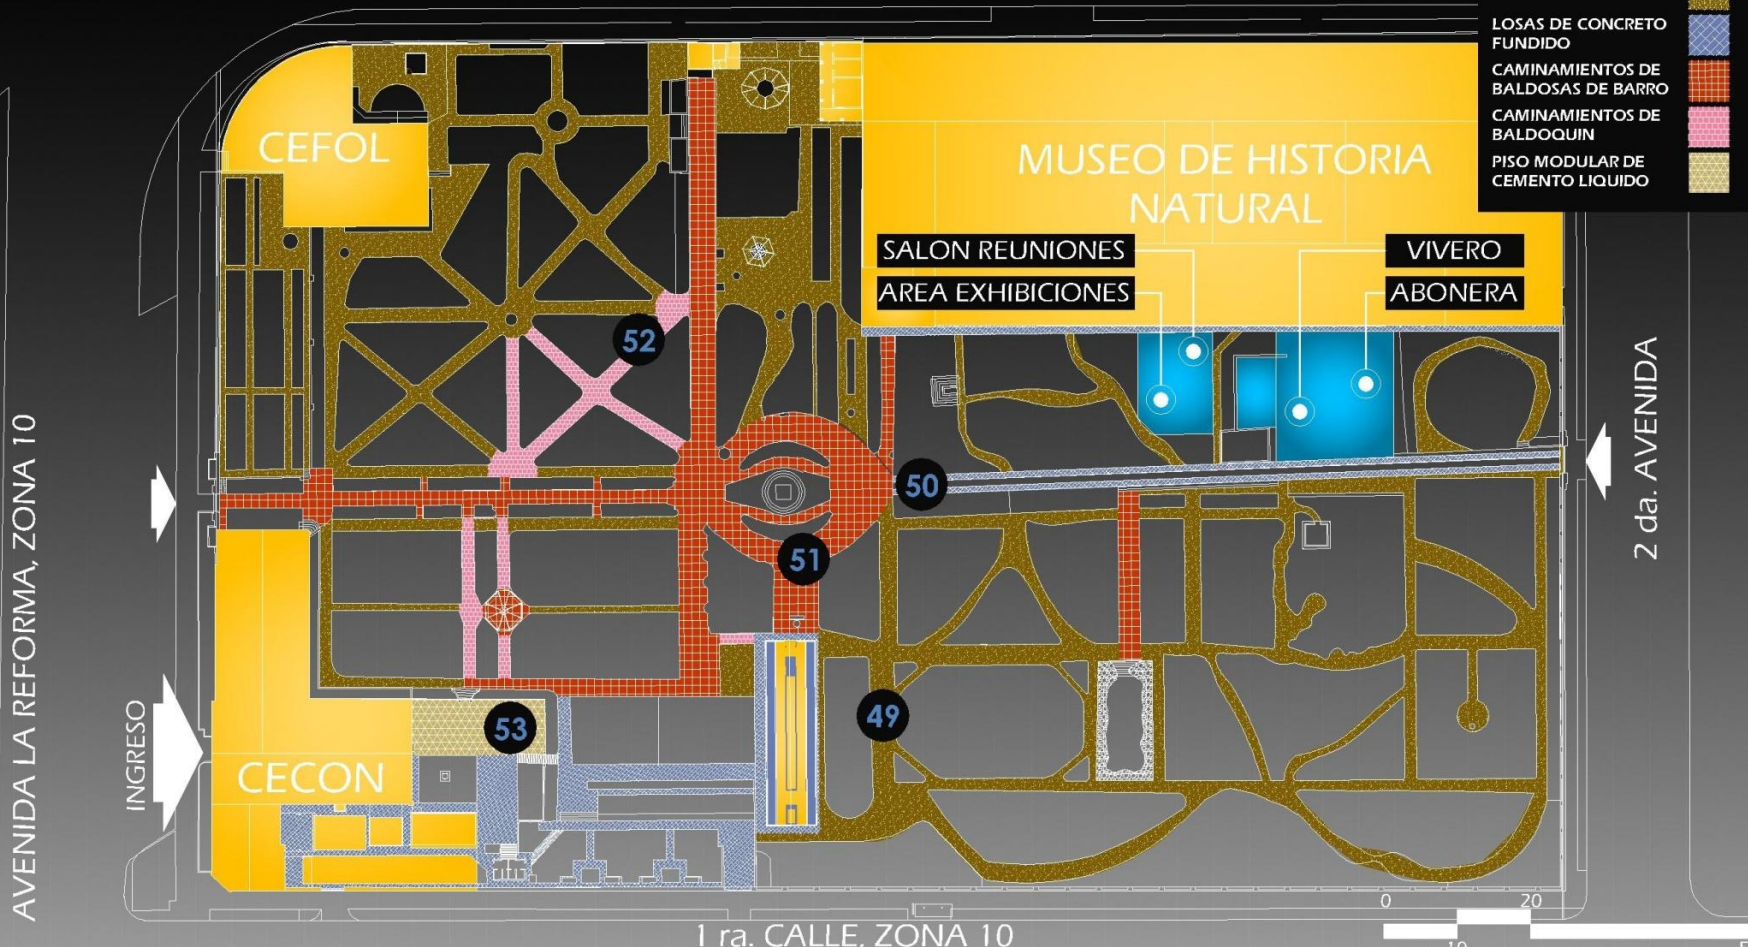 LOSAS DE CONCRETO
FUNDIDO
CAMINAMIENTOS DE
BALDOSAS DE BARRO
CAMINAMIENTOS DE
BALDOQUIN
PISO MODULAR DE
CEMENTO LIQUIDO
CEFOL
MUSEO DE HISTORIA
NATURAL
SALON REUNIONES
VIVERO
AREA EXHIBICIONES
ABONERA
52
50
51
49
53
CECON
INGRESO
AVENIDA LA REFORMA, ZONA 10
2 da. AVENIDA
1 ra. CALLE, ZONA 10
0
20
10